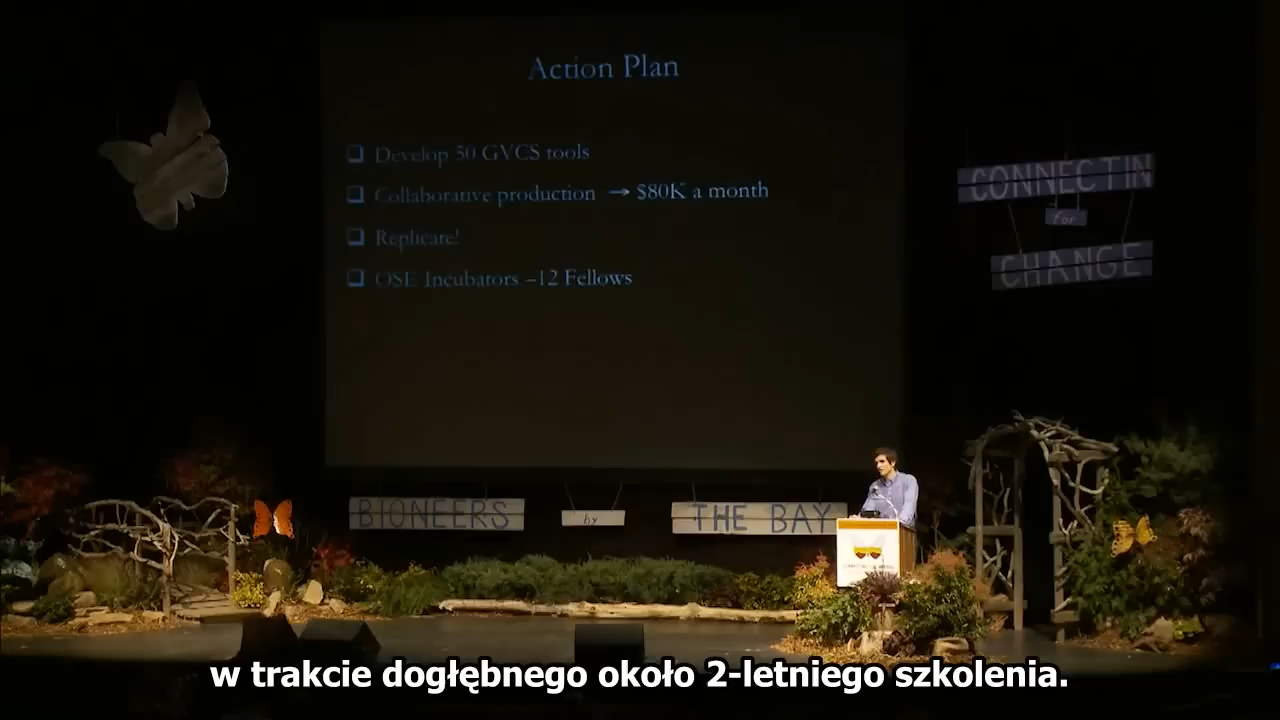 Action Plan
❑ Develop 50 GVCS tools
❑ Collaborative production → $80K a month
❑ Replicate!
❑ OSE Incubators –12 Fellows
CONNECTIN
for
CHANGE
BIONEERS
by
THE BAY
w trakcie dogłębnego około 2-letniego szkolenia.